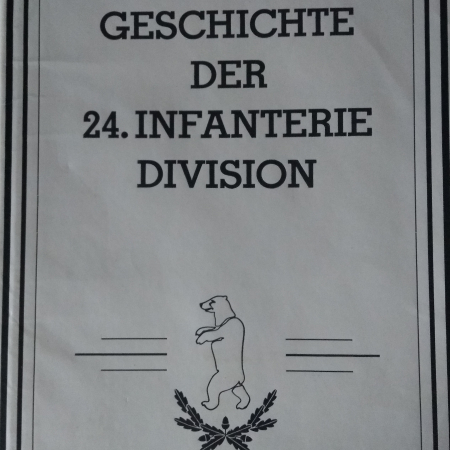 GESCHICHTE
DER
24. INFANTERIE
DIVISION